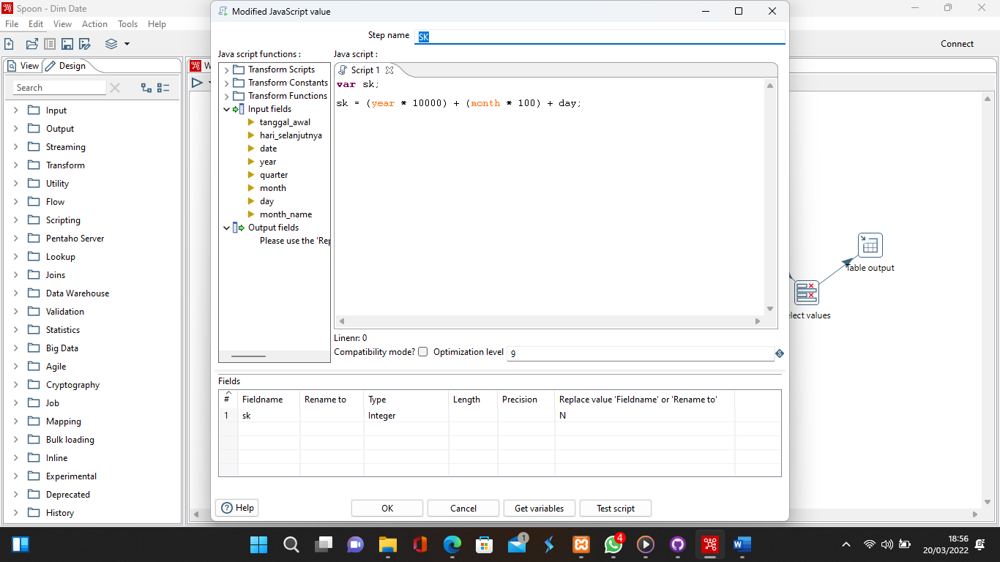 Spoon - Dim Date
File Edit View Action Tools Help
Connect
View Design
Search
Input
Output
Streaming
Transform
Utility
Flow
Scripting
Pentaho Server
Lookup
Joins
Data Warehouse
Validation
Statistics
Big Data
Agile
Cryptography
Job
Mapping
Bulk loading
Inline
Experimental
Deprecated
History
W
Modified JavaScript value
Step name SK
Java script functions :
Transform Scripts
Transform Constants
Transform Functions
Input fields
tanggal_awal
hari_selanjutnya
date
year
quarter
month
day
month_name
Output fields
Please use the 'Rep
Java script :
Script 1
var sk;
sk = (year * 10000) + (month * 100) + day;
Linenr: 0
Compatibility mode? Optimization level 9
Fields
# Fieldname Rename to Type Length Precision Replace value 'Fieldname' or 'Rename to'
1 sk Integer N
Help OK Cancel Get variables Test script
Table output
lect values
1
4
18:56
20/03/2022